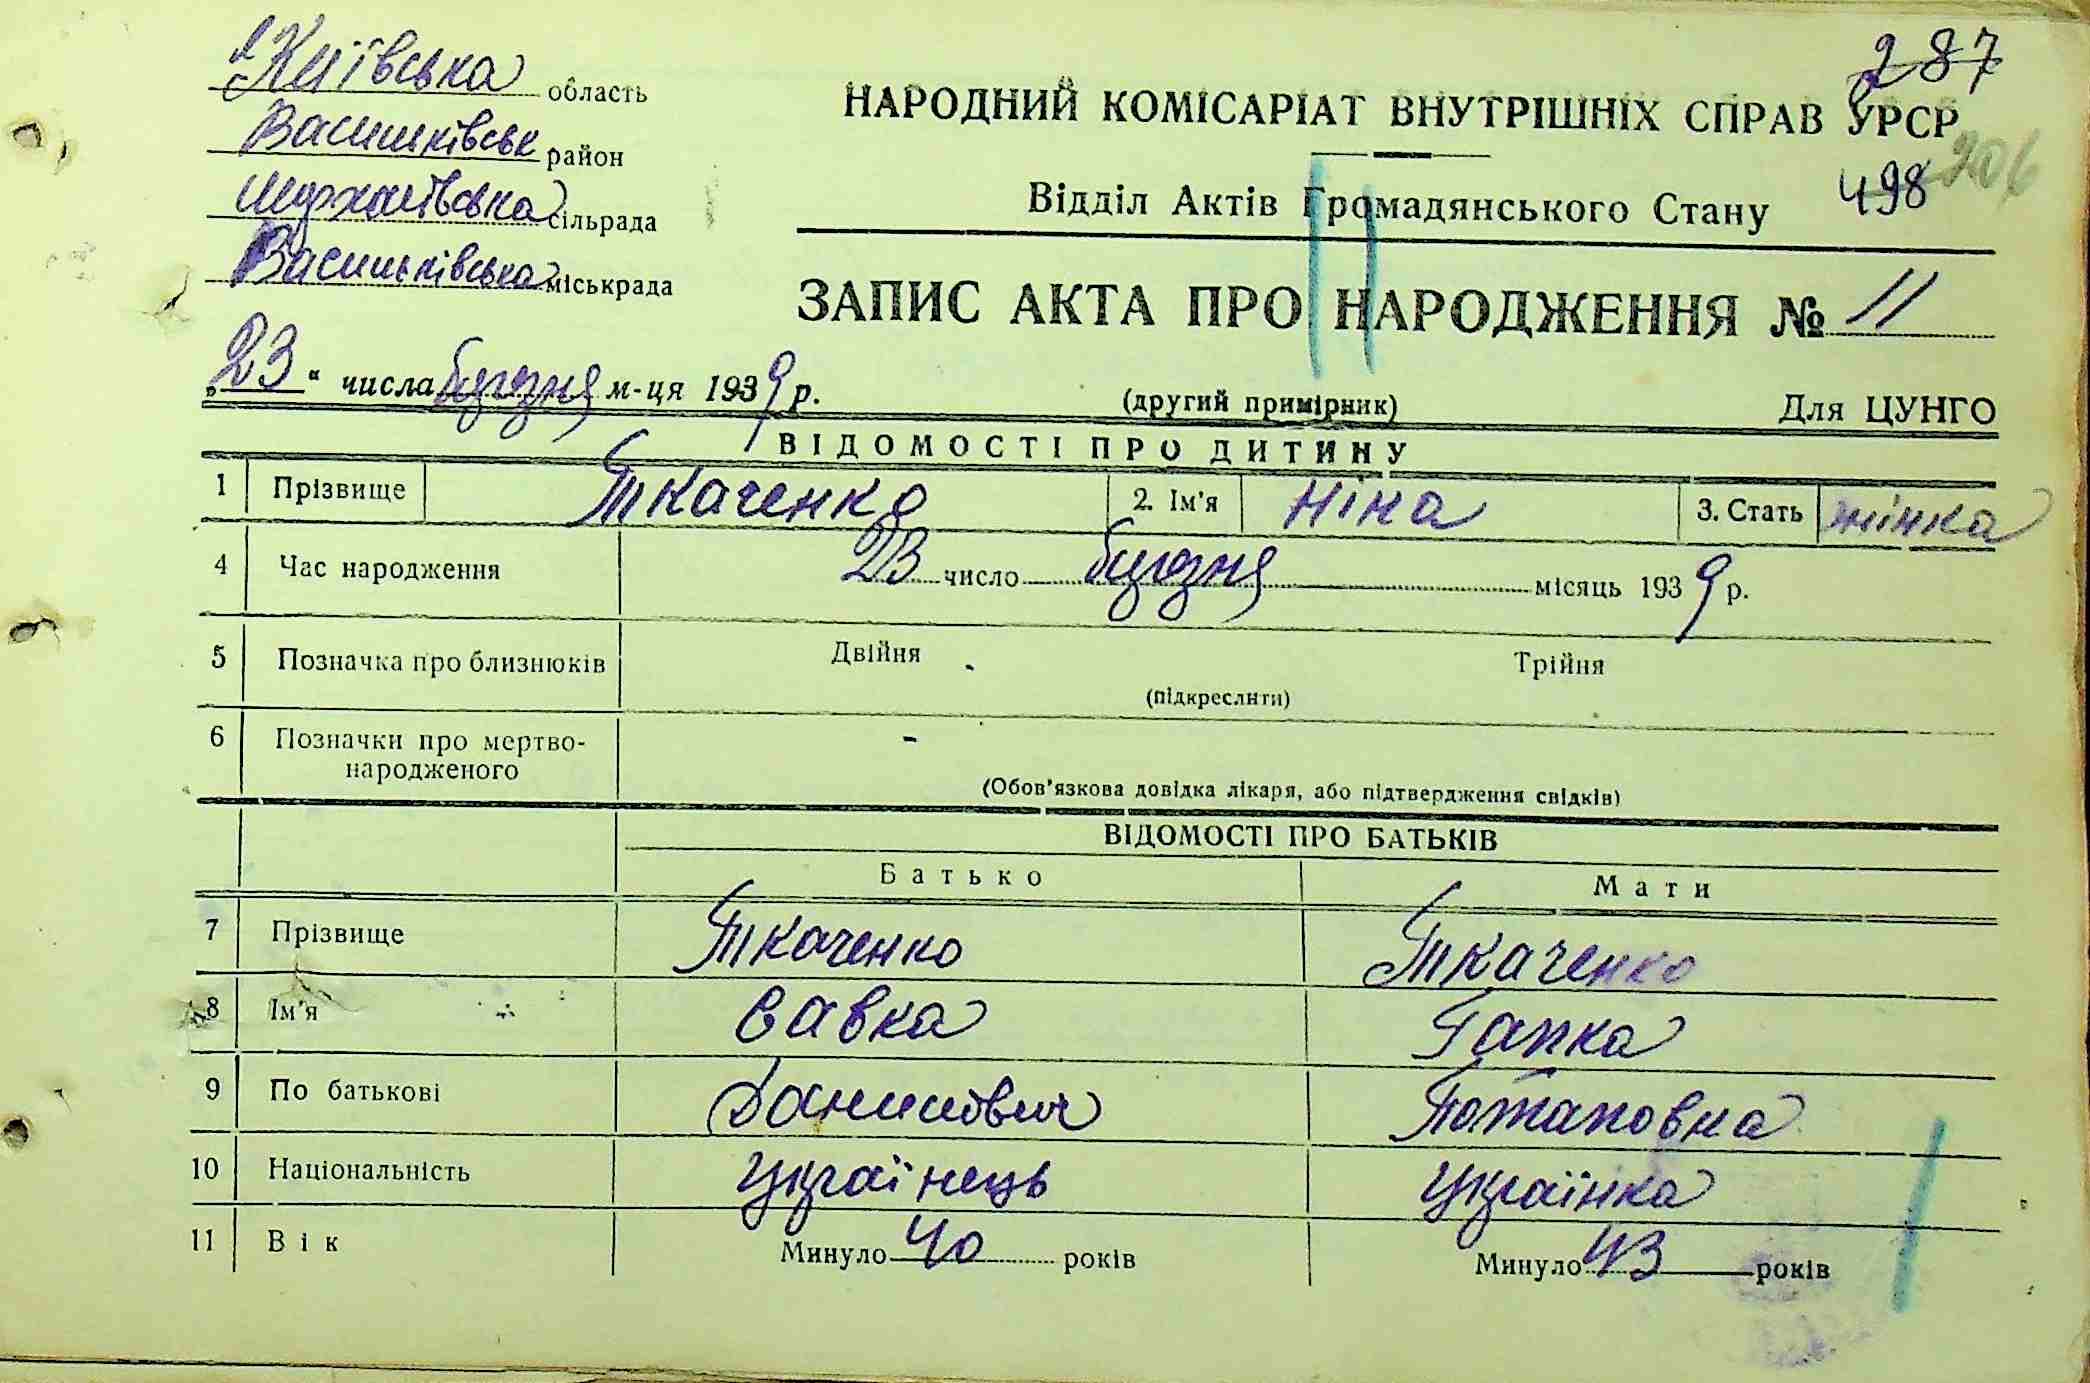 Київська область
Васильківськ район
сільрада
Васильківська міськрада
287
НАРОДНИЙ КОМІСАРІАТ ВНУТРІШНІХ СПРАВ УРСР
206
Відділ Актів Громадянського Стану
498
ЗАПИС АКТА ПРО НАРОДЖЕННЯ № 11
„23" числа березня м-ця 1939 р.
(другий примірник)
Для ЦУНГО
ВІДОМОСТІ ПРО ДИТИНУ
1 Прізвище Ткаченко 2. Ім'я Ніна 3. Стать жінка
4 Час народження 23 число березня місяць 1939 р.
5 Позначка про близнюків Двійня - Трійня
(підкреслити)
6 Позначки про мертво-
народженого -
(Обов'язкова довідка лікаря, або підтвердження свідків)
ВІДОМОСТІ ПРО БАТЬКІВ
Батько Мати
7 Прізвище Ткаченко Ткаченко
8 Ім'я Савка Гапка
9 По батькові Данилович Потаповна
10 Національність українець українка
11 Вік Минуло 40 років Минуло 43 років